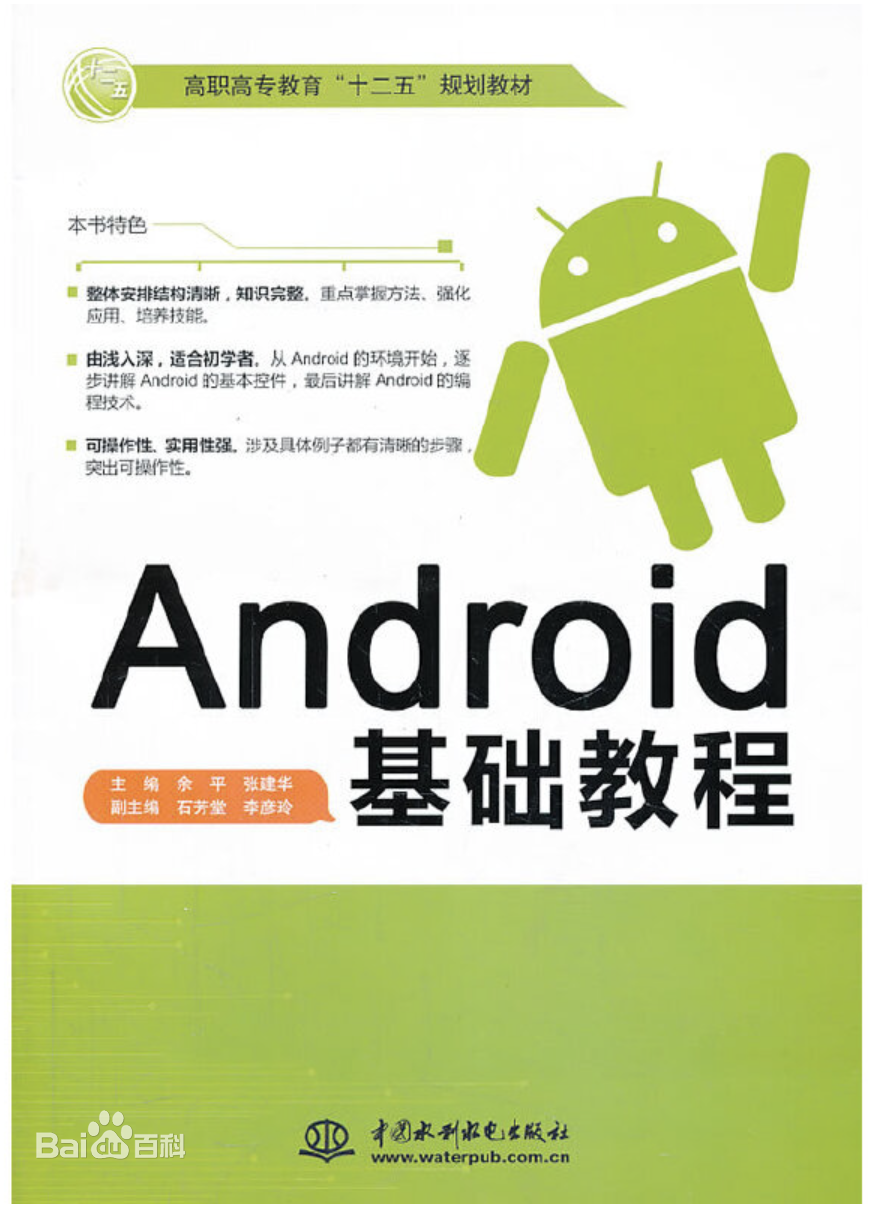 十二五
高职高专教育“十二五”规划教材
本书特色
整体安排结构清晰，知识完整。重点掌握方法、强化
应用、培养技能。
由浅入深，适合初学者。从 Android 的环境开始，逐
步讲解 Android 的基本控件，最后讲解 Android 的编
程技术。
可操作性、实用性强。涉及具体例子都有清晰的步骤，
突出可操作性。
Android
基础教程
主 编 余 平 张建华
副主编 石芳堂 李彦玲
中国水利水电出版社
www.waterpub.com.cn
Bai du 百科